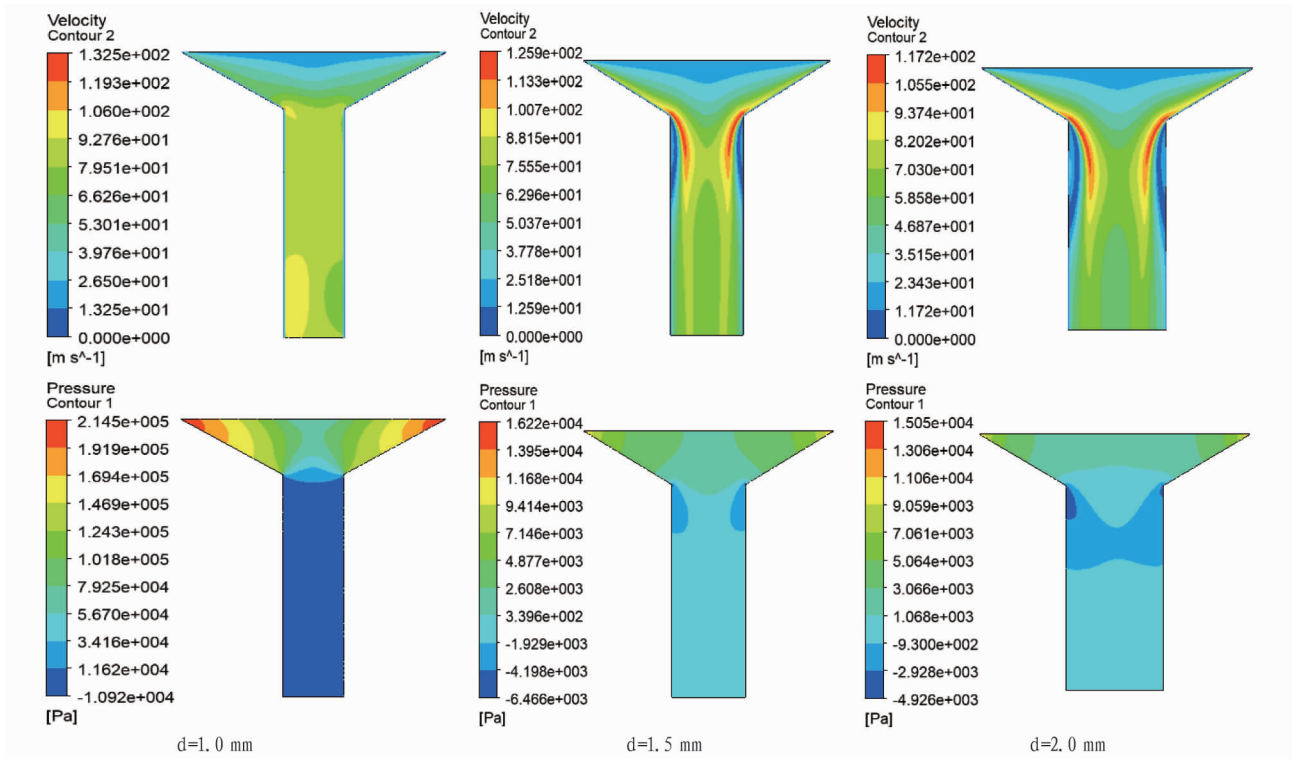 Velocity
Contour 2
1.325e+002
1.193e+002
1.060e+002
9.276e+001
7.951e+001
6.626e+001
5.301e+001
3.976e+001
2.650e+001
1.325e+001
0.000e+000
[m s^-1]
Velocity
Contour 2
1.259e+002
1.133e+002
1.007e+002
8.815e+001
7.555e+001
6.296e+001
5.037e+001
3.778e+001
2.518e+001
1.259e+001
0.000e+000
[m s^-1]
Velocity
Contour 2
1.172e+002
1.055e+002
9.374e+001
8.202e+001
7.030e+001
5.858e+001
4.687e+001
3.515e+001
2.343e+001
1.172e+001
0.000e+000
[m s^-1]
Pressure
Contour 1
2.145e+005
1.919e+005
1.694e+005
1.469e+005
1.243e+005
1.018e+005
7.925e+004
5.670e+004
3.416e+004
1.162e+004
-1.092e+004
[Pa]
d=1.0 mm
Pressure
Contour 1
1.622e+004
1.395e+004
1.168e+004
9.414e+003
7.146e+003
4.877e+003
2.608e+003
3.396e+002
-1.929e+003
-4.198e+003
-6.466e+003
[Pa]
d=1.5 mm
Pressure
Contour 1
1.505e+004
1.306e+004
1.106e+004
9.059e+003
7.061e+003
5.064e+003
3.066e+003
1.068e+003
-9.300e+002
-2.928e+003
-4.926e+003
[Pa]
d=2.0 mm